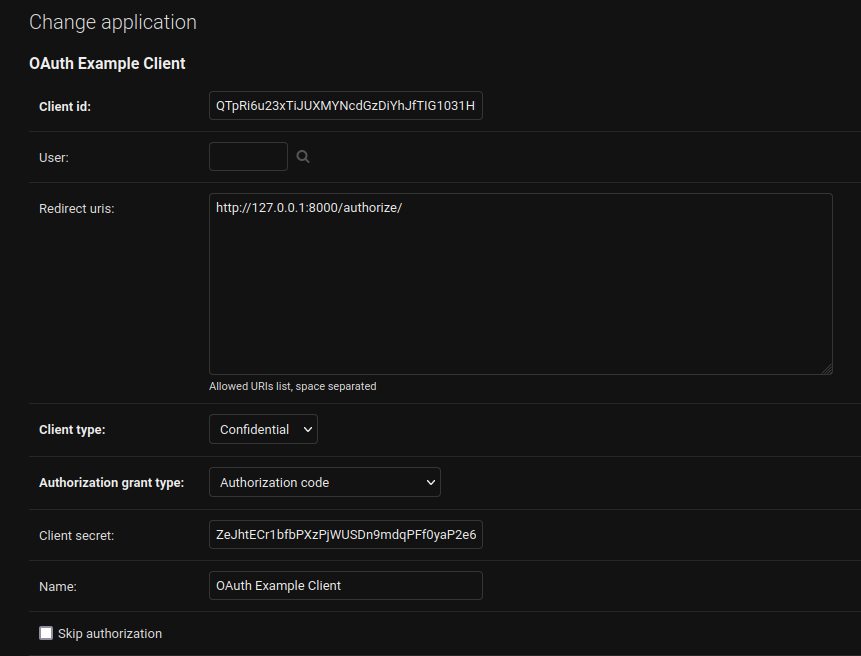 Change application
OAuth Example Client
Client id: QTpRi6u23xTiJUXMYNcdGzDiYhJfTIG1031H
User:
Redirect uris: http://127.0.0.1:8000/authorize/
Allowed URIs list, space separated
Client type: Confidential
Authorization grant type: Authorization code
Client secret: ZeJhtECr1bfbPXzPjWUSDn9mdqPFf0yaP2e6
Name: OAuth Example Client
Skip authorization